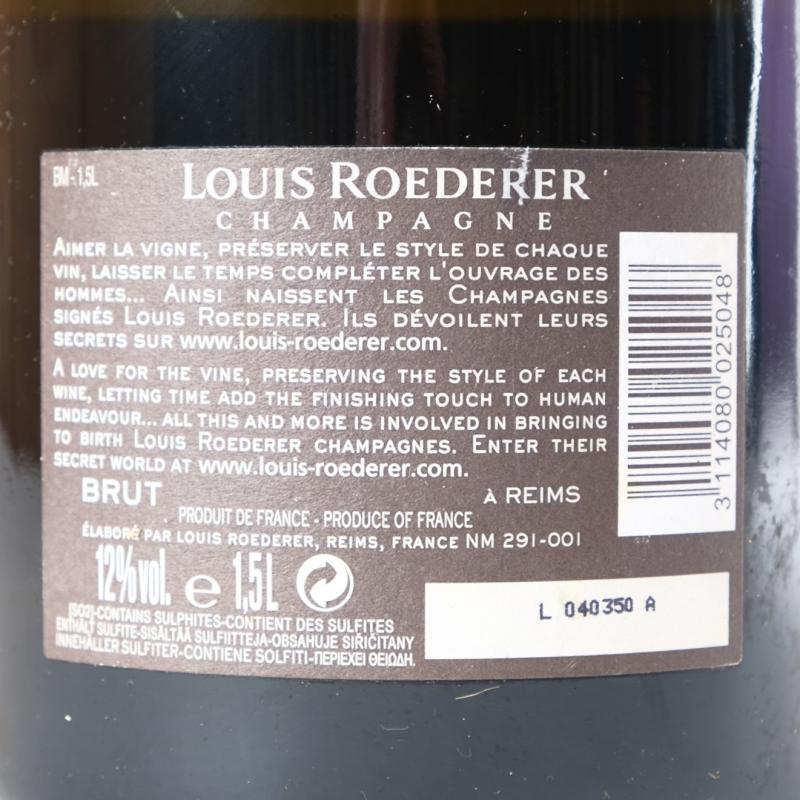 BM - 1,5L
LOUIS ROEDERER
CHAMPAGNE
AIMER LA VIGNE, PRÉSERVER LE STYLE DE CHAQUE
VIN, LAISSER LE TEMPS COMPLÉTER L'OUVRAGE DES
HOMMES... AINSI NAISSENT LES CHAMPAGNES
SIGNÉS LOUIS ROEDERER. ILS DÉVOILENT LEURS
SECRETS SUR www.louis-roederer.com.
A LOVE FOR THE VINE, PRESERVING THE STYLE OF EACH
WINE, LETTING TIME ADD THE FINISHING TOUCH TO HUMAN
ENDEAVOUR... ALL THIS AND MORE IS INVOLVED IN BRINGING
TO BIRTH LOUIS ROEDERER CHAMPAGNES. ENTER THEIR
SECRET WORLD AT www.louis-roederer.com.
BRUT À REIMS
PRODUIT DE FRANCE - PRODUCE OF FRANCE
ÉLABORÉ PAR LOUIS ROEDERER, REIMS, FRANCE NM 291-001
12%vol. e 1,5L
[SO2]-CONTAINS SULPHITES-CONTIENT DES SULFITES
ENTHÄLT SULFITE-SISÄLTÄÄ SULFIITTEJA-OBSAHUJE SIŘIČITANY
INNEHÅLLER SULFITER-CONTIENE SOLFITI-ΠΕΡΙΕΧΕΙ ΘΕΙΩΔΗ.
L 040350 A
3 114080 025048